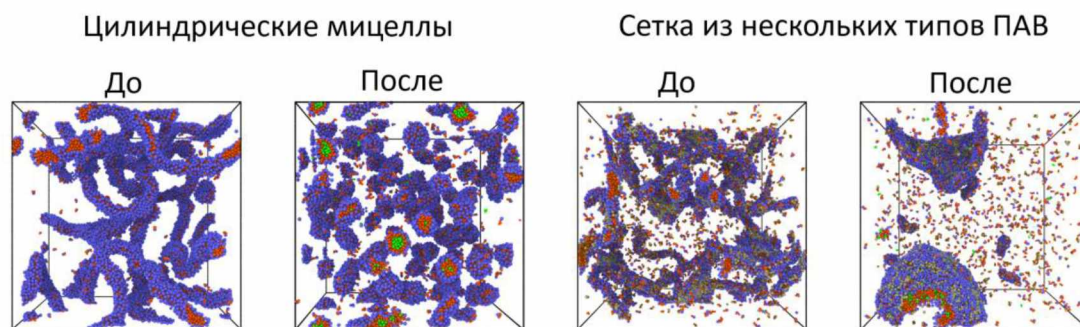 Цилиндрические мицеллы
Сетка из нескольких типов ПАВ
До
После
До
После